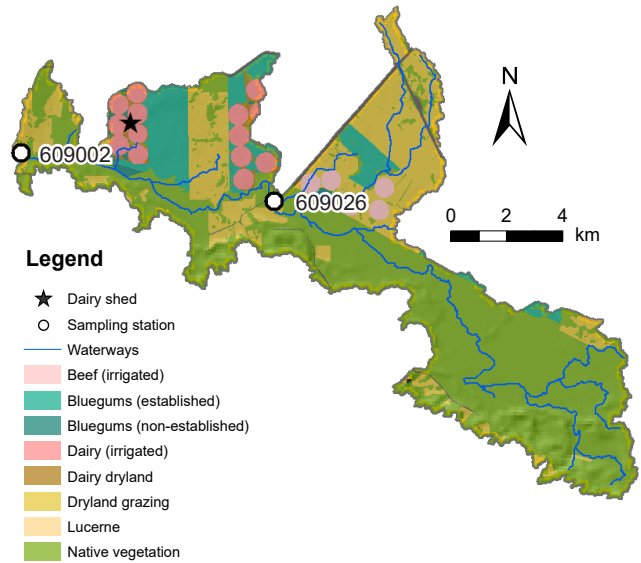 N
609002
609026
0 2 4
km
Legend
Dairy shed
Sampling station
Waterways
Beef (irrigated)
Bluegums (established)
Bluegums (non-established)
Dairy (irrigated)
Dairy dryland
Dryland grazing
Lucerne
Native vegetation